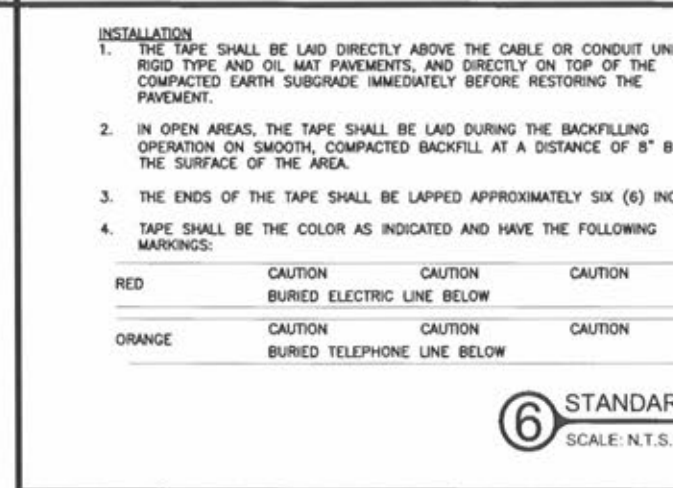 INSTALLATION
1. THE TAPE SHALL BE LAID DIRECTLY ABOVE THE CABLE OR CONDUIT
RIGID TYPE AND OIL MAT PAVEMENTS, AND DIRECTLY ON TOP OF THE
COMPACTED EARTH SUBGRADE IMMEDIATELY BEFORE RESTORING THE
PAVEMENT.
2. IN OPEN AREAS, THE TAPE SHALL BE LAID DURING THE BACKFILLING
OPERATION ON SMOOTH, COMPACTED BACKFILL AT A DISTANCE OF 8"
THE SURFACE OF THE AREA.
3. THE ENDS OF THE TAPE SHALL BE LAPPED APPROXIMATELY SIX (6)
4. TAPE SHALL BE THE COLOR AS INDICATED AND HAVE THE FOLLOWING
MARKINGS:
RED CAUTION CAUTION CAUTION
BURIED ELECTRIC LINE BELOW
ORANGE CAUTION CAUTION CAUTION
BURIED TELEPHONE LINE BELOW
6 STANDAR
SCALE: N.T.S.